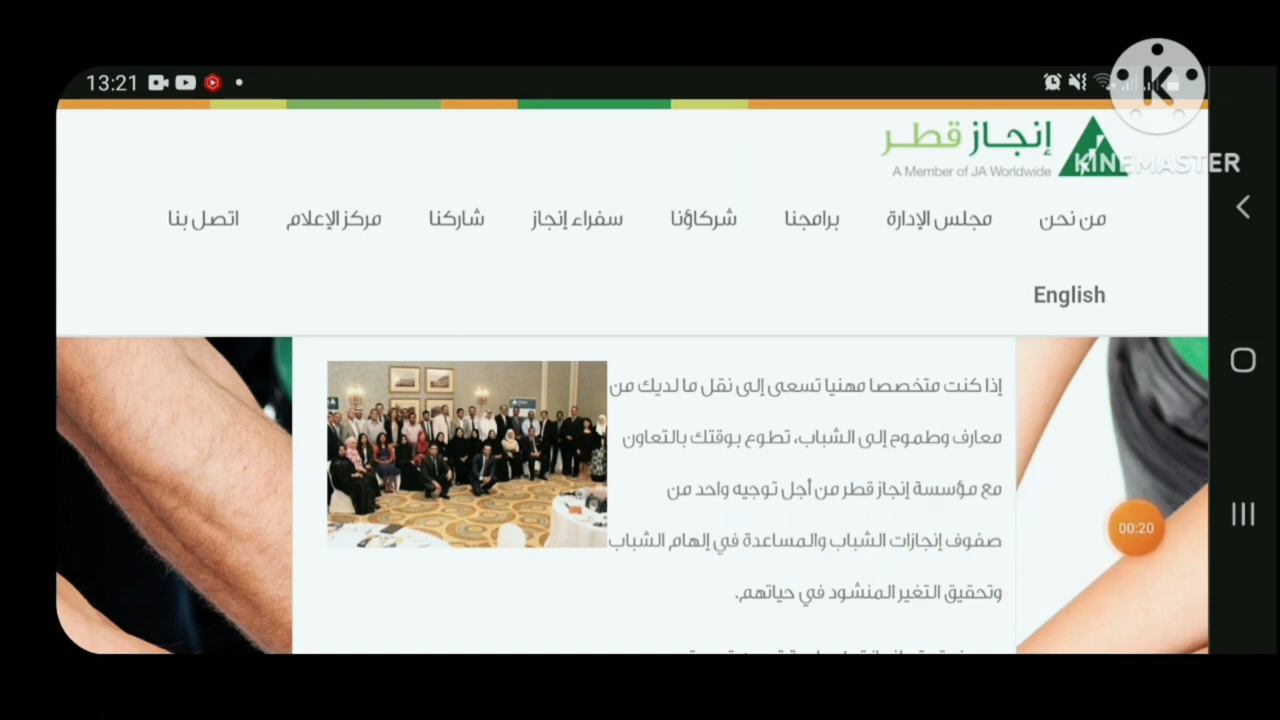 13:21
K
KINEMASTER
إنجاز قطر
A Member of JA Worldwide
من نحن
مجلس الإدارة
برامجنا
شركاؤنا
سفراء إنجاز
شاركنا
مركز الإعلام
اتصل بنا
English
إذا كنت متخصصا مهنيا تسعى إلى نقل ما لديك من
معارف وطموح إلى الشباب، تطوع بوقتك بالتعاون
مع مؤسسة إنجاز قطر من أجل توجيه واحد من
صفوف إنجازات الشباب والمساعدة في إلهام الشباب
وتحقيق التغير المنشود في حياتهم.
00:20